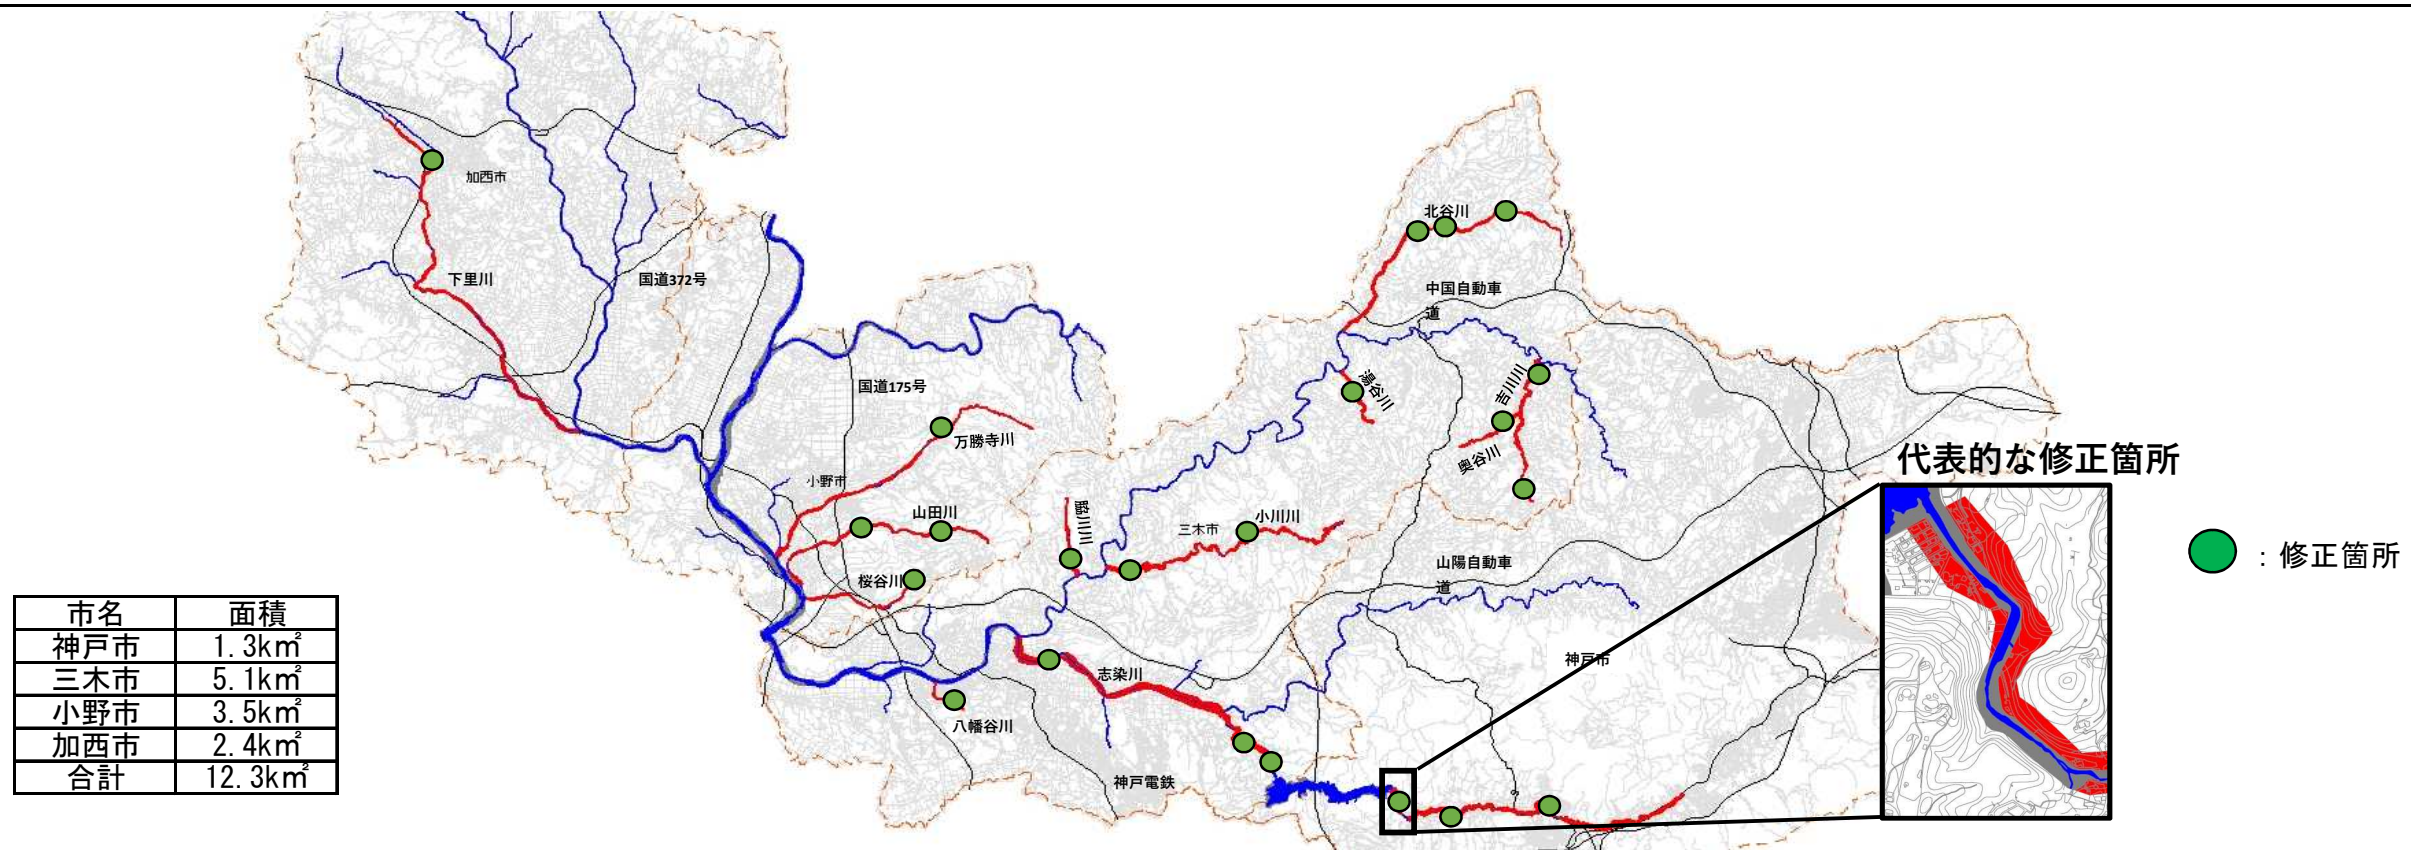 加西市
下里川
国道372号
北谷川
中国自動車
道
国道175号
湯谷川
吉川川
万勝寺川
奥谷川
小野市
山田川
脇川川
三木市
小川川
桜谷川
山陽自動車
道
志染川
神戸市
八幡谷川
神戸電鉄
代表的な修正箇所
：修正箇所
市名 面積
神戸市 1.3k㎡
三木市 5.1k㎡
小野市 3.5k㎡
加西市 2.4k㎡
合計 12.3k㎡